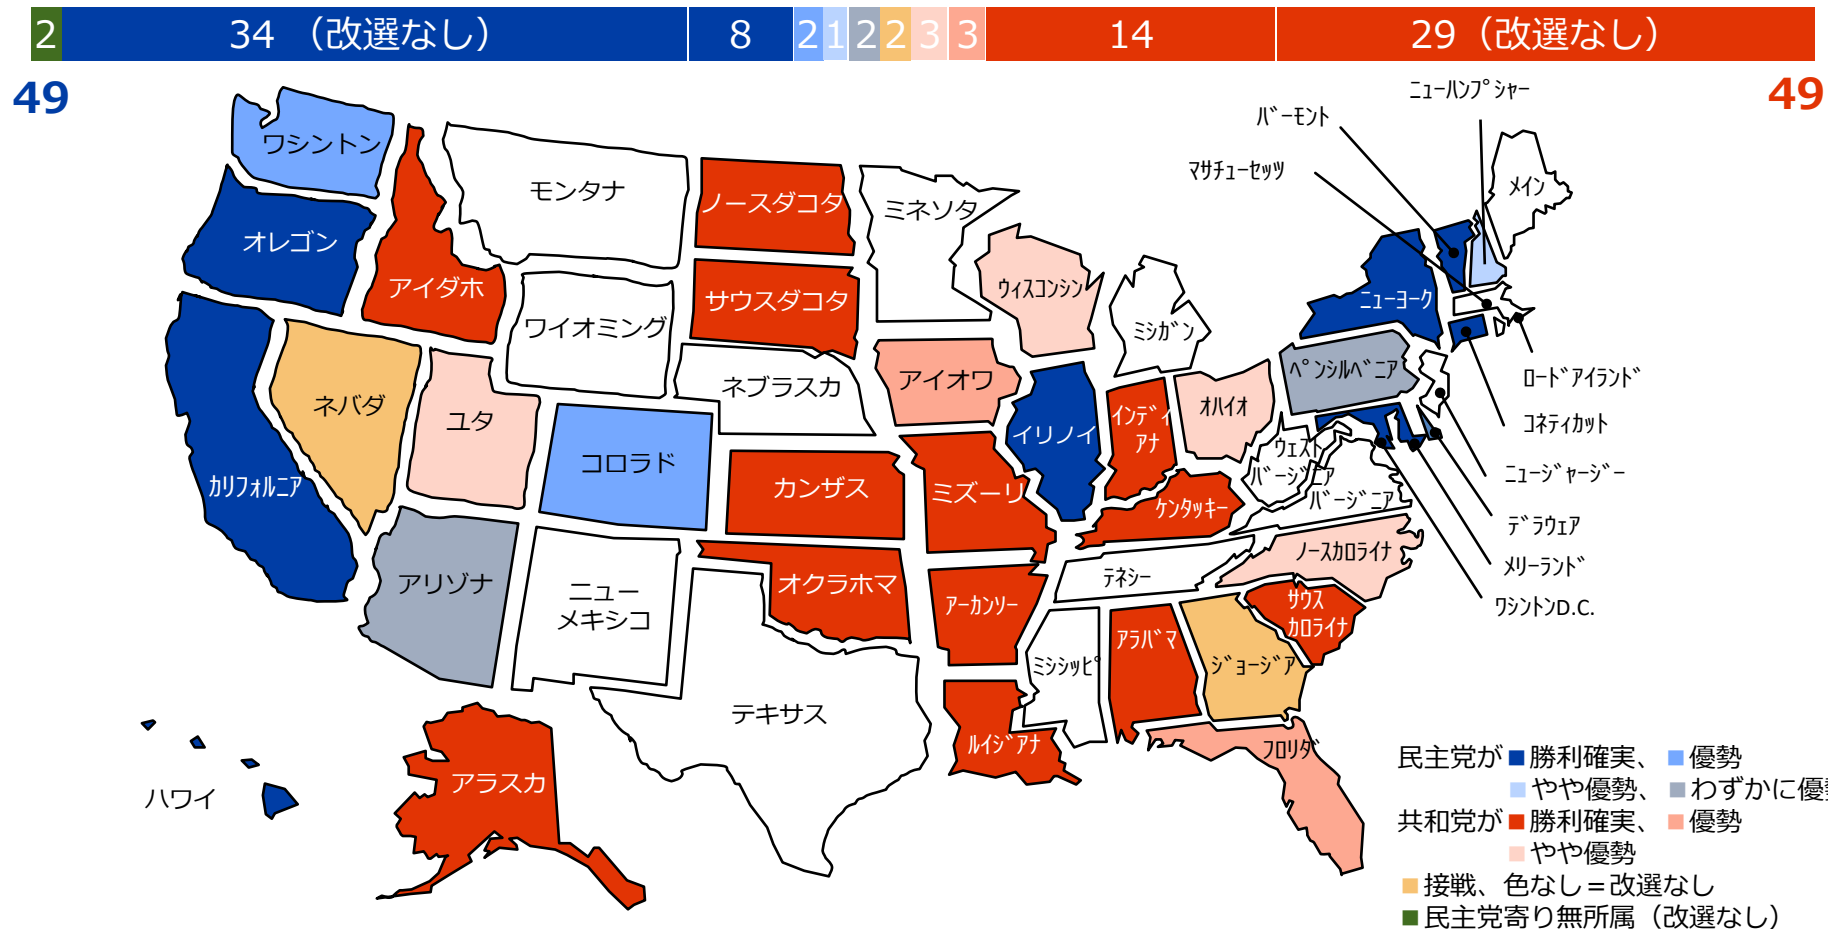 2 34 （改選なし） 8 2 1 2 2 3 3 14 29（改選なし）
49 49
ニューハンプシャー
バーモント
マサチューセッツ
ワシントン
モンタナ
ノースダコタ
ミネソタ
メイン
オレゴン
アイダホ
サウスダコタ
ウィスコンシン
ニューヨーク
ワイオミング
ミシガン
ネブラスカ
アイオワ
ペンシルベニア
ロードアイランド
ネバダ
ユタ
コロラド
イリノイ
インディ
アナ
オハイオ
コネティカット
カリフォルニア
カンザス
ミズーリ
ウェスト
バージニア
バージニア
ニュージャージー
ケンタッキー
デラウェア
アリゾナ
ニュー
メキシコ
オクラホマ
アーカンソー
テネシー
ノースカロライナ
メリーランド
ワシントンD.C.
サウス
カロライナ
ミシシッピ
アラバマ
ジョージア
テキサス
ルイジアナ
フロリダ
ハワイ
アラスカ
民主党が ■勝利確実、 ■優勢
■やや優勢、 ■わずかに優勢
共和党が ■勝利確実、 ■優勢
■やや優勢
■接戦、色なし＝改選なし
■民主党寄り無所属（改選なし）